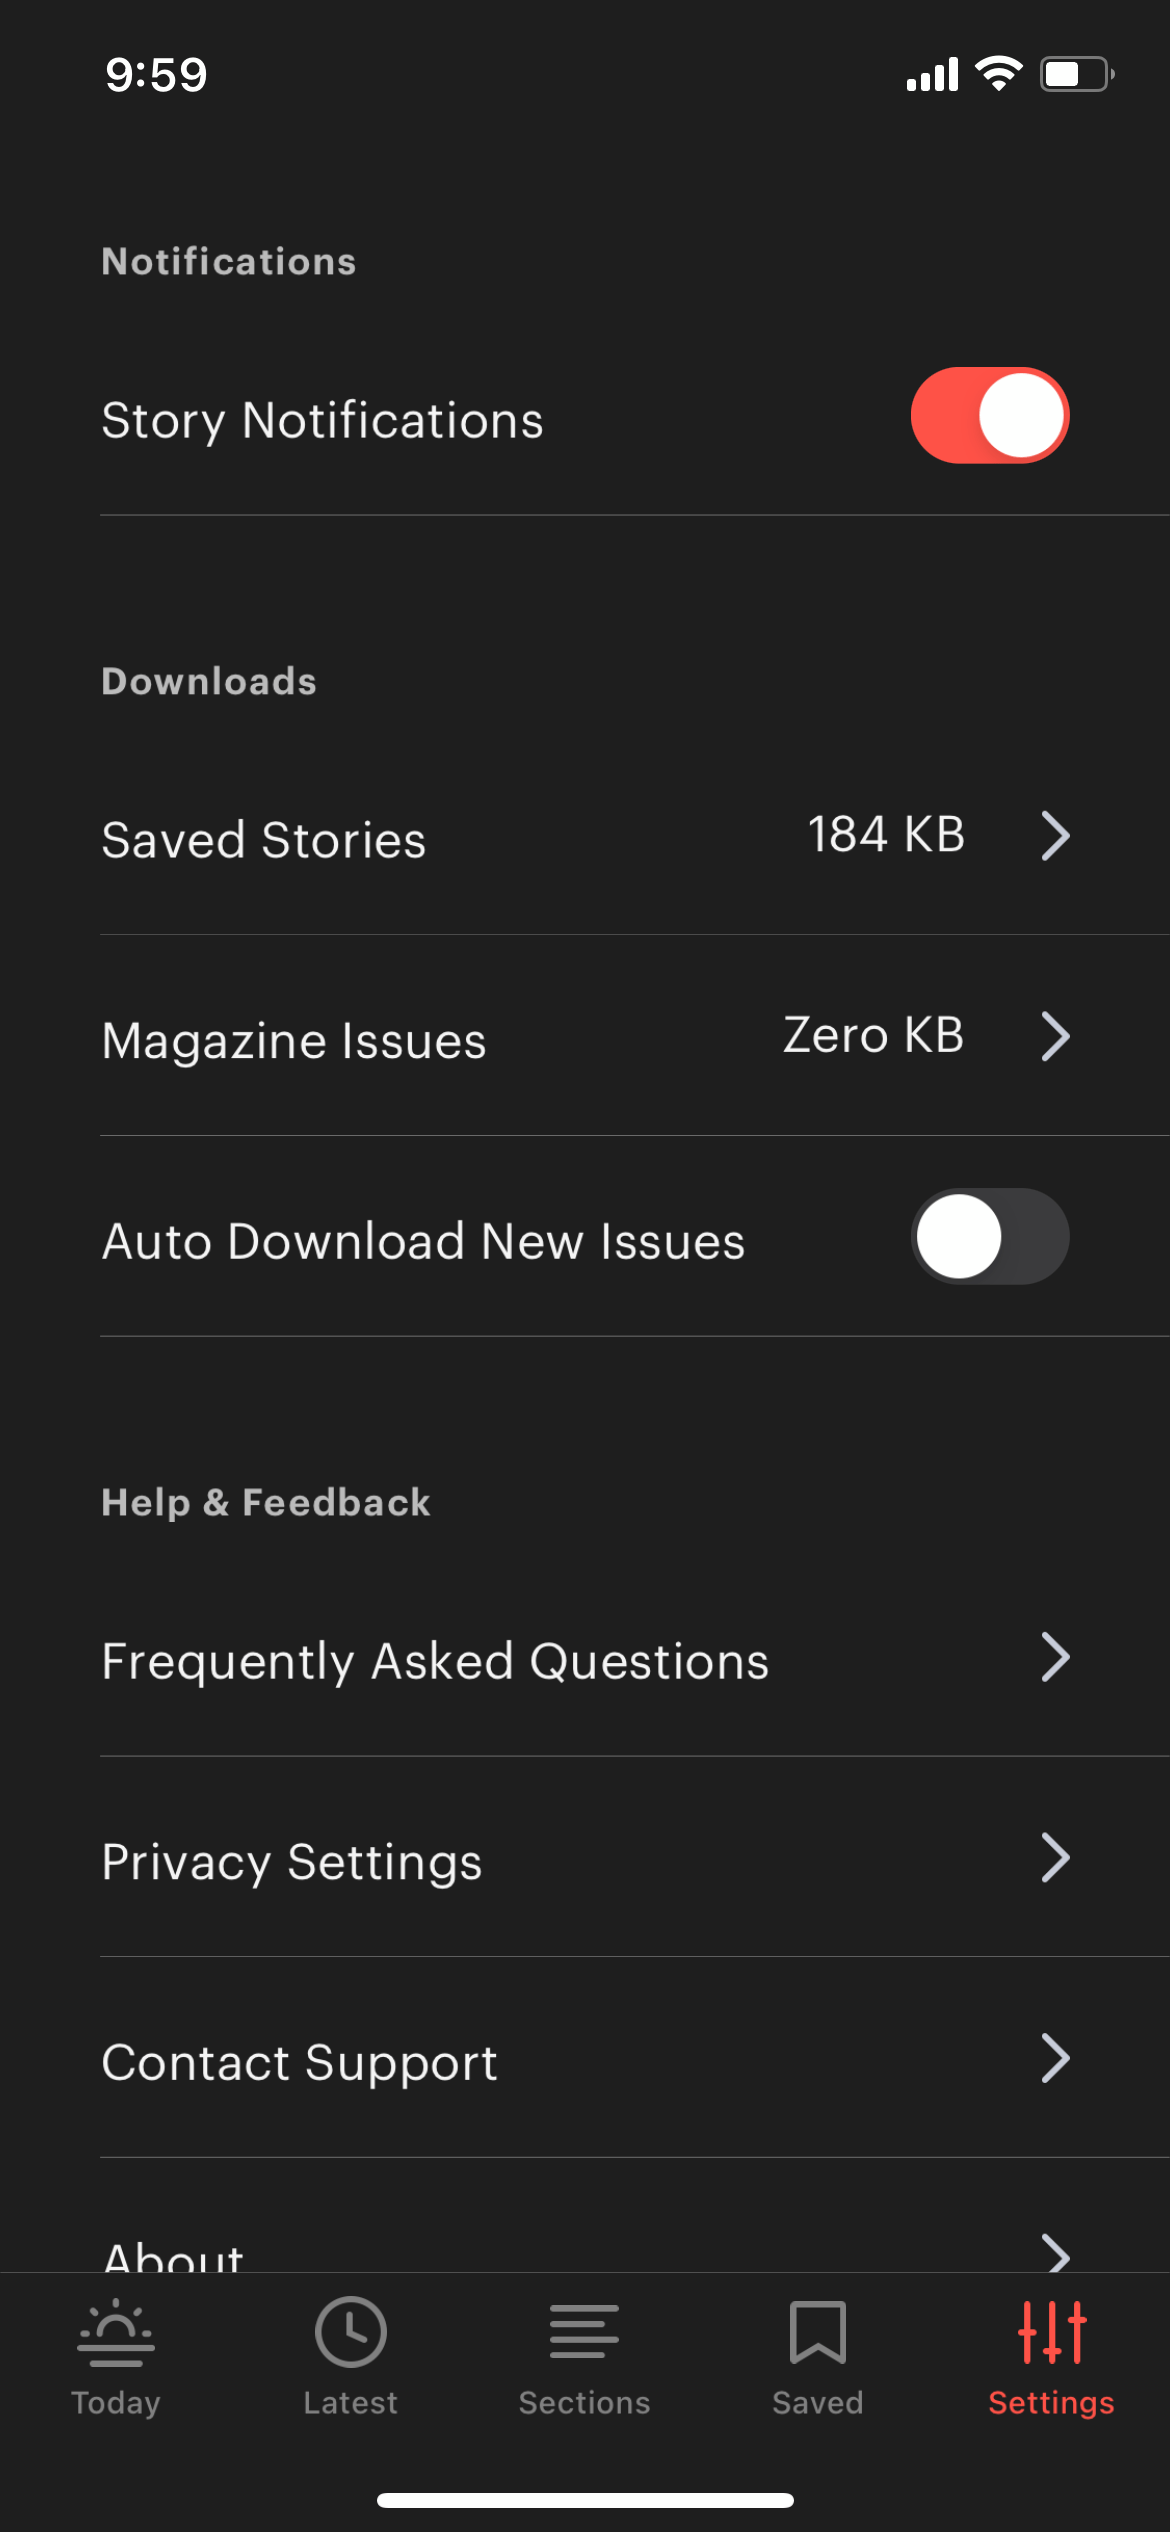 9:59
Notifications
Story Notifications
Downloads
Saved Stories 184 KB
Magazine Issues Zero KB
Auto Download New Issues
Help & Feedback
Frequently Asked Questions
Privacy Settings
Contact Support
About
Today Latest Sections Saved Settings